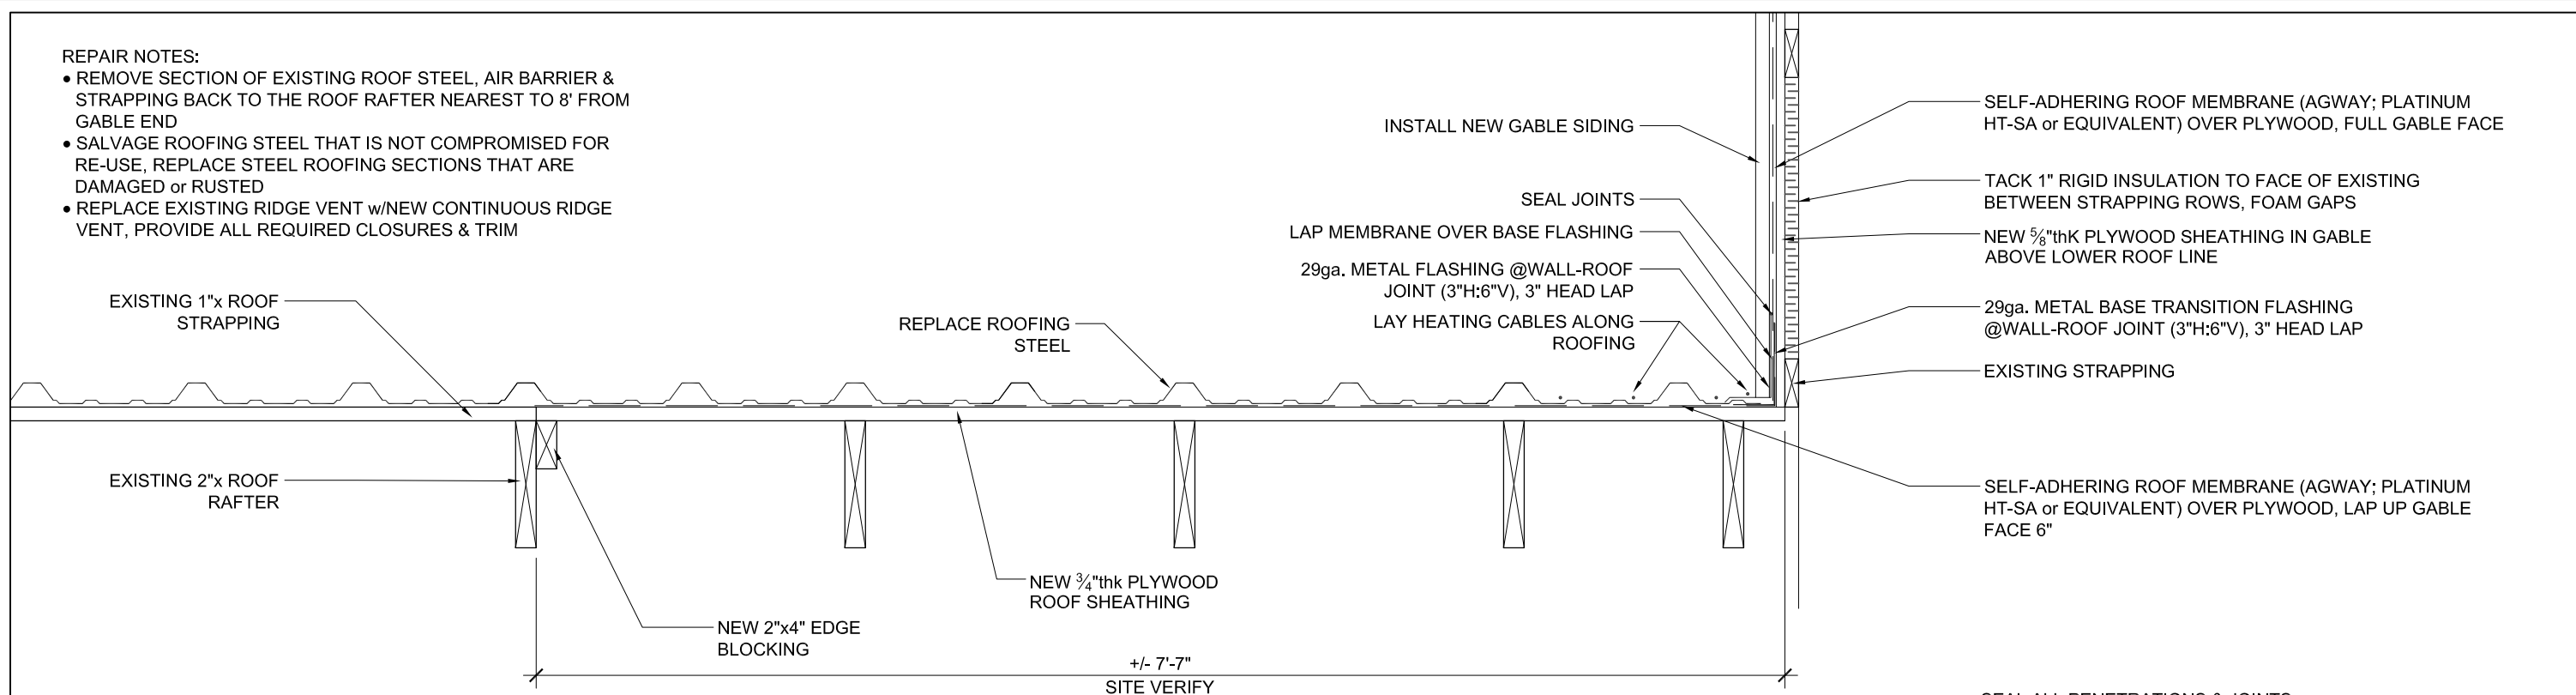 REPAIR NOTES:
• REMOVE SECTION OF EXISTING ROOF STEEL, AIR BARRIER &
STRAPPING BACK TO THE ROOF RAFTER NEAREST TO 8' FROM
GABLE END
• SALVAGE ROOFING STEEL THAT IS NOT COMPROMISED FOR
RE-USE, REPLACE STEEL ROOFING SECTIONS THAT ARE
DAMAGED or RUSTED
• REPLACE EXISTING RIDGE VENT w/NEW CONTINUOUS RIDGE
VENT, PROVIDE ALL REQUIRED CLOSURES & TRIM
EXISTING 1"x ROOF
STRAPPING
EXISTING 2"x ROOF
RAFTER
REPLACE ROOFING
STEEL
NEW 3/4"thk PLYWOOD
ROOF SHEATHING
NEW 2"x4" EDGE
BLOCKING
+/- 7'-7"
SITE VERIFY
INSTALL NEW GABLE SIDING
SEAL JOINTS
LAP MEMBRANE OVER BASE FLASHING
29ga. METAL FLASHING @WALL-ROOF
JOINT (3"H:6"V), 3" HEAD LAP
LAY HEATING CABLES ALONG
ROOFING
SELF-ADHERING ROOF MEMBRANE (AGWAY; PLATINUM
HT-SA or EQUIVALENT) OVER PLYWOOD, FULL GABLE FACE
TACK 1" RIGID INSULATION TO FACE OF EXISTING
BETWEEN STRAPPING ROWS, FOAM GAPS
NEW 5/8"thK PLYWOOD SHEATHING IN GABLE
ABOVE LOWER ROOF LINE
29ga. METAL BASE TRANSITION FLASHING
@WALL-ROOF JOINT (3"H:6"V), 3" HEAD LAP
EXISTING STRAPPING
SELF-ADHERING ROOF MEMBRANE (AGWAY; PLATINUM
HT-SA or EQUIVALENT) OVER PLYWOOD, LAP UP GABLE
FACE 6"
SEAL ALL PENETRATIONS & JOINTS